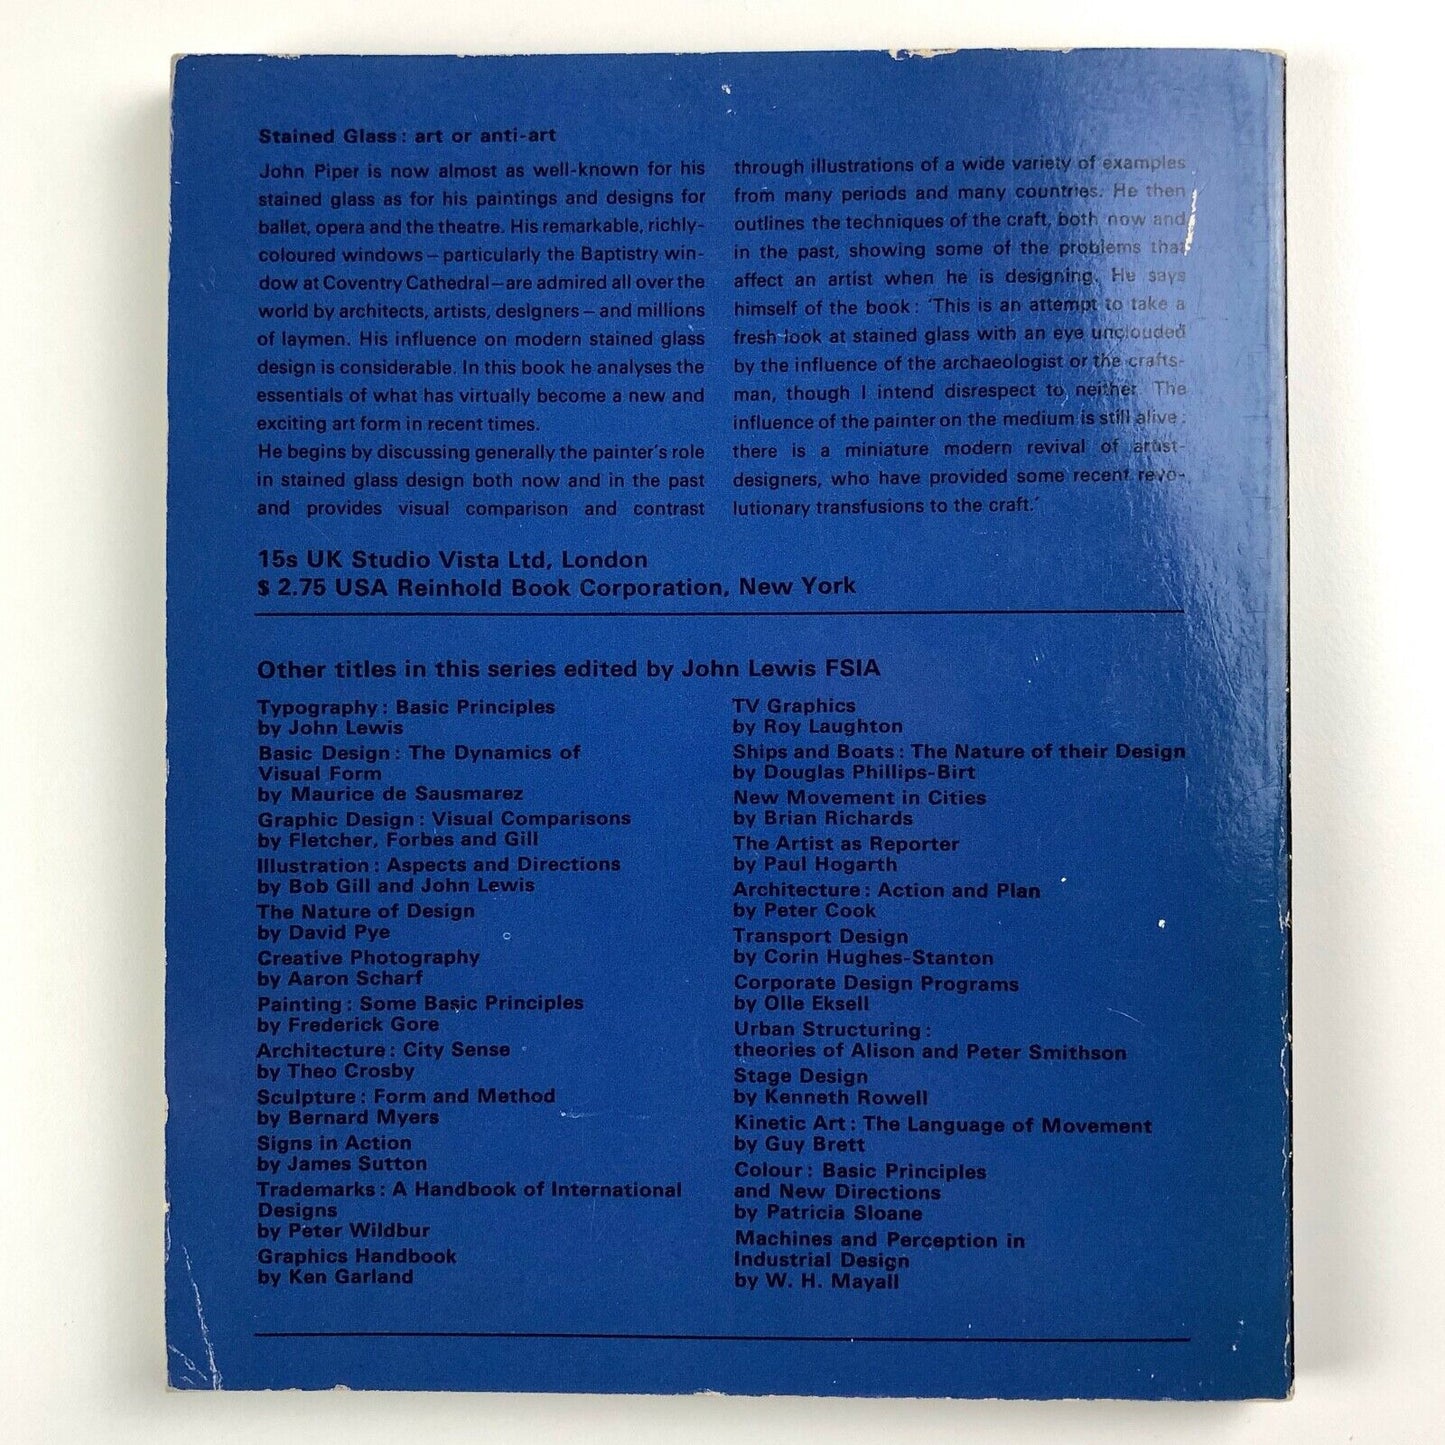 Stained Glass : art or anti-art
John Piper is now almost as well-known for his
stained glass as for his paintings and designs for
ballet, opera and the theatre. His remarkable, richly-
coloured windows – particularly the Baptistry win-
dow at Coventry Cathedral – are admired all over the
world by architects, artists, designers – and millions
of laymen. His influence on modern stained glass
design is considerable. In this book he analyses the
essentials of what has virtually become a new and
exciting art form in recent times.
He begins by discussing generally the painter's role
in stained glass design both now and in the past
and provides visual comparison and contrast
through illustrations of a wide variety of examples
from many periods and many countries. He then
outlines the techniques of the craft, both now and
in the past, showing some of the problems that
affect an artist when he is designing. He says
himself of the book : 'This is an attempt to take a
fresh look at stained glass with an eye unclouded
by the influence of the archaeologist or the crafts-
man, though I intend disrespect to neither. The
influence of the painter on the medium is still alive :
there is a miniature modern revival of artist-
designers, who have provided some recent revo-
lutionary transfusions to the craft.'
15s UK Studio Vista Ltd, London
$ 2.75 USA Reinhold Book Corporation, New York
Other titles in this series edited by John Lewis FSIA
Typography : Basic Principles
by John Lewis
Basic Design : The Dynamics of
Visual Form
by Maurice de Sausmarez
Graphic Design : Visual Comparisons
by Fletcher, Forbes and Gill
Illustration : Aspects and Directions
by Bob Gill and John Lewis
The Nature of Design
by David Pye
Creative Photography
by Aaron Scharf
Painting : Some Basic Principles
by Frederick Gore
Architecture : City Sense
by Theo Crosby
Sculpture : Form and Method
by Bernard Myers
Signs in Action
by James Sutton
Trademarks : A Handbook of International
Designs
by Peter Wildbur
Graphics Handbook
by Ken Garland
TV Graphics
by Roy Laughton
Ships and Boats : The Nature of their Design
by Douglas Phillips-Birt
New Movement in Cities
by Brian Richards
The Artist as Reporter
by Paul Hogarth
Architecture : Action and Plan
by Peter Cook
Transport Design
by Corin Hughes-Stanton
Corporate Design Programs
by Olle Eksell
Urban Structuring :
theories of Alison and Peter Smithson
Stage Design
by Kenneth Rowell
Kinetic Art : The Language of Movement
by Guy Brett
Colour : Basic Principles
and New Directions
by Patricia Sloane
Machines and Perception in
Industrial Design
by W. H. Mayall